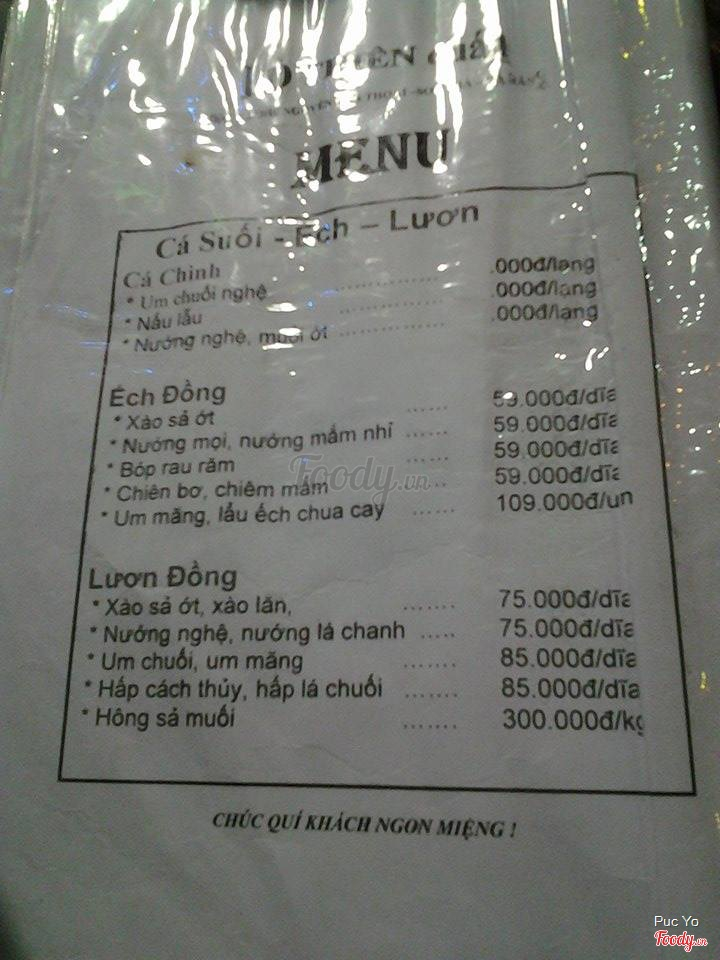 MENU
Cá Suối - Ếch – Lươn
Cá Chình
* Um chuối nghệ ................ .000đ/lạng
* Nấu lẩu ................ .000đ/lạng
* Nướng nghệ, muối ớt ................ .000đ/lạng
Ếch Đồng
* Xào sả ớt ...... 59.000đ/dĩa
* Nướng mọi, nướng mắm nhỉ ...... 59.000đ/dĩa
* Bóp rau răm ...... 59.000đ/dĩa
* Chiên bơ, chiêm mắm ...... 59.000đ/dĩa
* Um măng, lẩu ếch chua cay ...... 109.000đ/un
Lươn Đồng
* Xào sả ớt, xào lăn, ....... 75.000đ/dĩa
* Nướng nghệ, nướng lá chanh ..... 75.000đ/dĩa
* Um chuối, um măng ....... 85.000đ/dĩa
* Hấp cách thủy, hấp lá chuối ....... 85.000đ/dĩa
* Hông sả muối ....... 300.000đ/kg
CHÚC QUÍ KHÁCH NGON MIỆNG !
Foody.vn
Puc Yo
Foody.vn